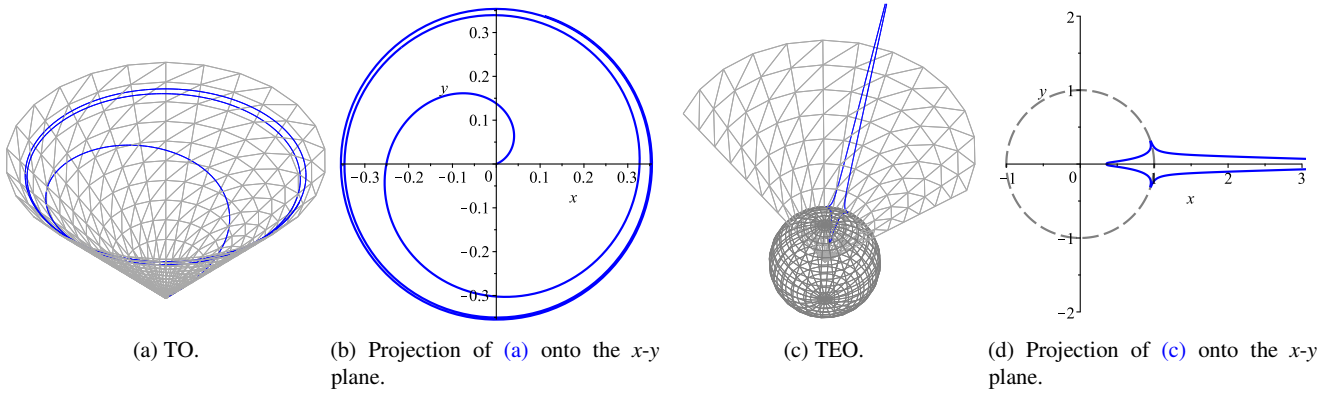 0.3
0.2
y
0.1
−0.3 −0.2 −0.1 0 0.1 0.2 0.3
x
−0.1
−0.2
−0.3
2
1
y
−1 0 1 2 3
x
−1
−2
(a) TO.
(b) Projection of (a) onto the x-y
plane.
(c) TEO.
(d) Projection of (c) onto the x-y
plane.